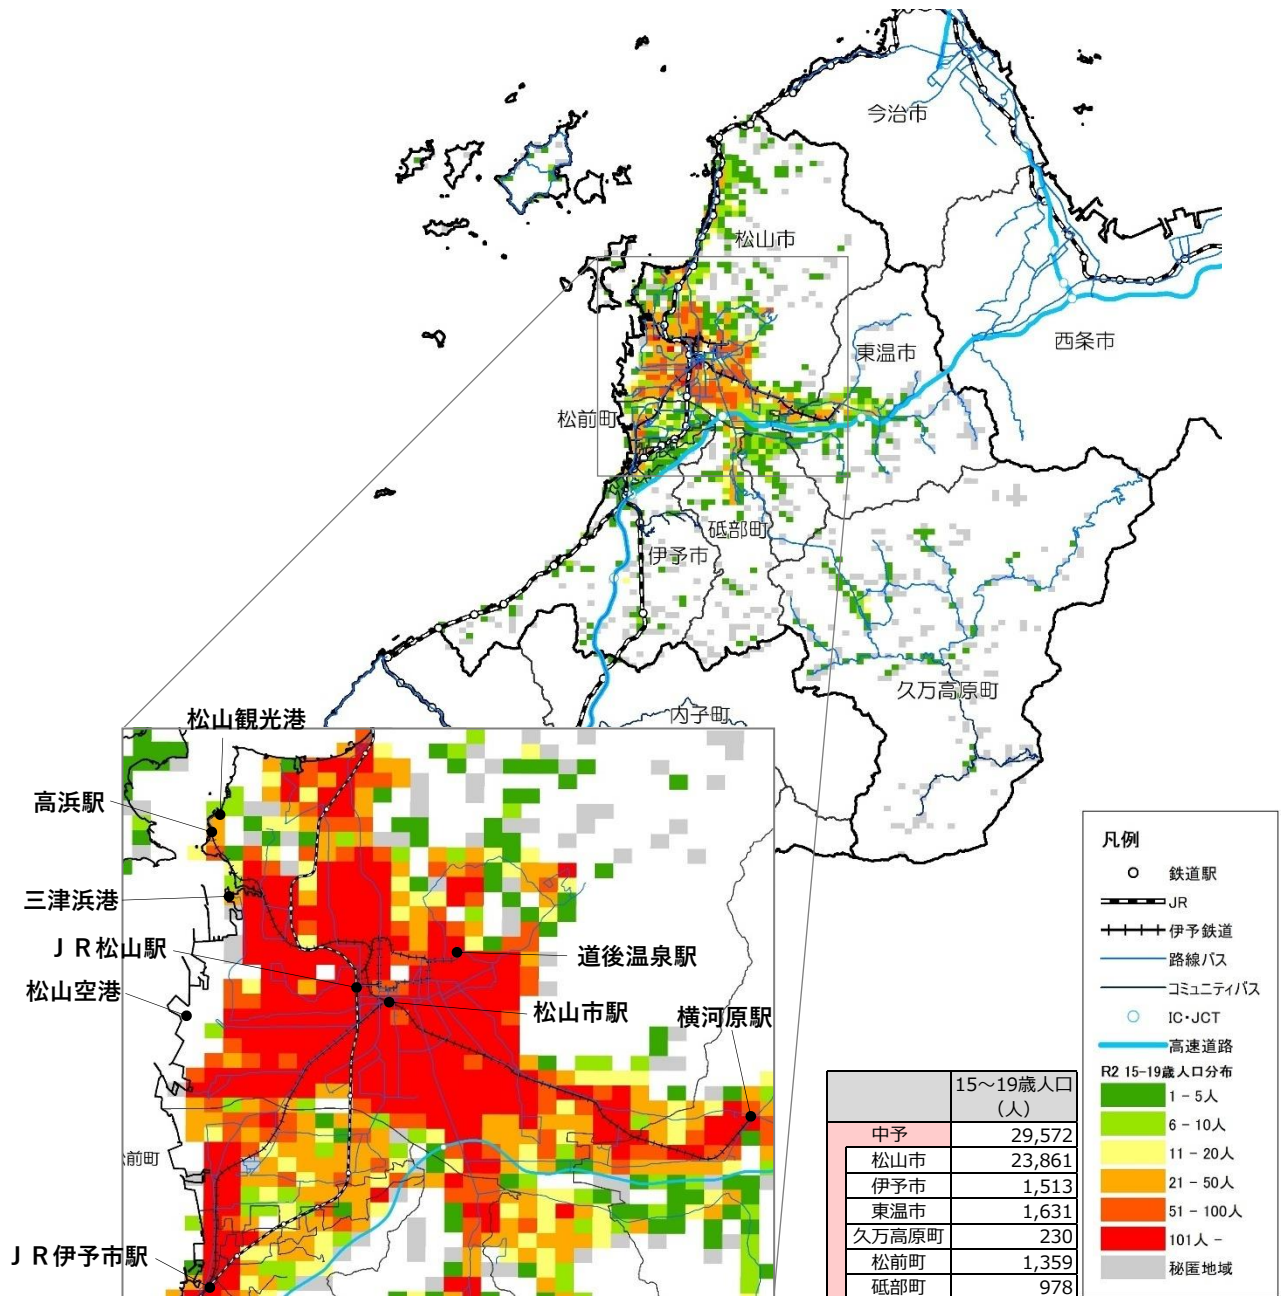 今治市
松山市
東温市
西条市
松前町
砥部町
伊予市
久万高原町
内子町
松山観光港
高浜駅
三津浜港
ＪＲ松山駅
道後温泉駅
松山空港
松山市駅
横河原駅
前町
ＪＲ伊予市駅
15～19歳人口
（人）
中予 29,572
松山市 23,861
伊予市 1,513
東温市 1,631
久万高原町 230
松前町 1,359
砥部町 978
凡例
鉄道駅
JR
伊予鉄道
路線バス
コミュニティバス
IC・JCT
高速道路
R2 15-19歳人口分布
1 - 5人
6 - 10人
11 - 20人
21 - 50人
51 - 100人
101人 -
秘匿地域